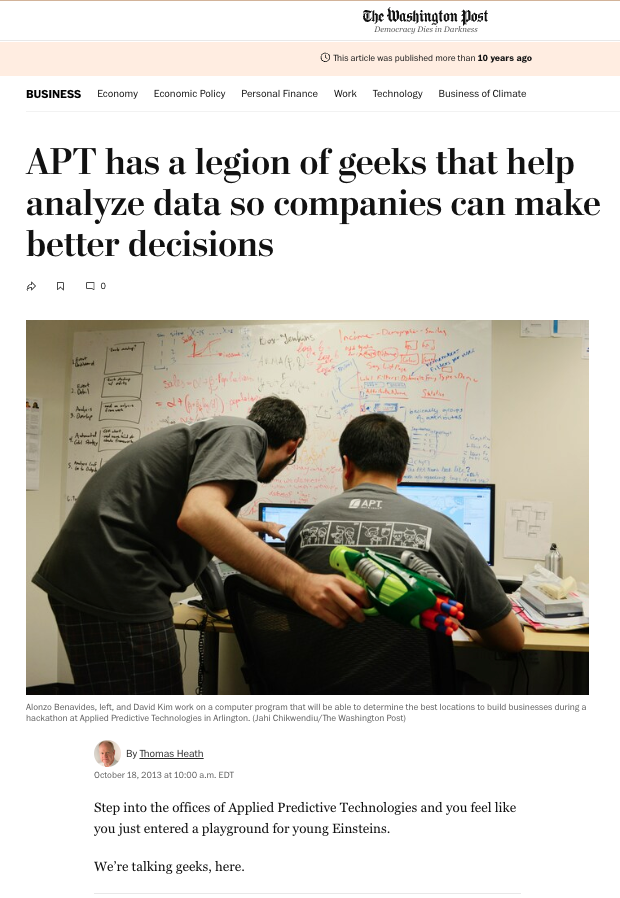 The Washington Post
Democracy Dies in Darkness
This article was published more than 10 years ago
BUSINESS Economy Economic Policy Personal Finance Work Technology Business of Climate
APT has a legion of geeks that help
analyze data so companies can make
better decisions
0
APT
Alonzo Benavides, left, and David Kim work on a computer program that will be able to determine the best locations to build businesses during a
hackathon at Applied Predictive Technologies in Arlington. (Jahi Chikwendiu/The Washington Post)
By Thomas Heath
October 18, 2013 at 10:00 a.m. EDT
Step into the offices of Applied Predictive Technologies and you feel like
you just entered a playground for young Einsteins.
We’re talking geeks, here.